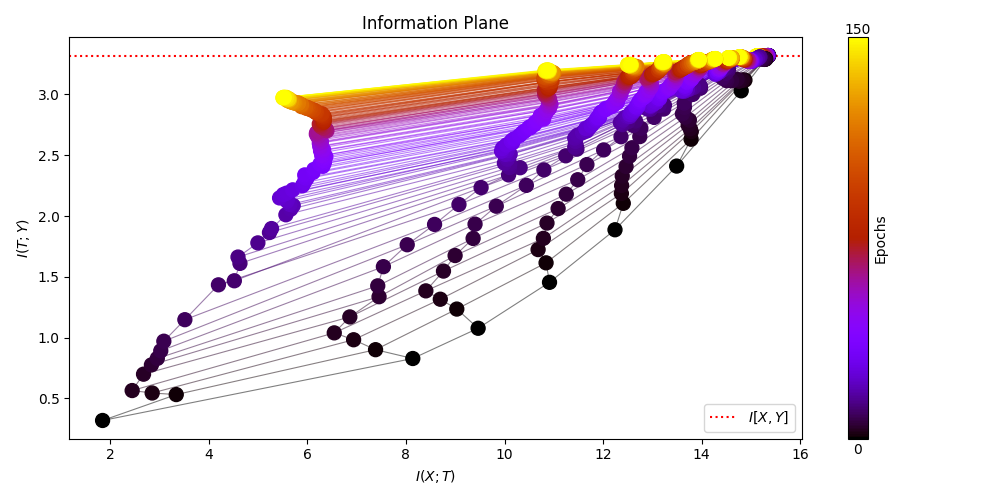 Information Plane
150
3.0
2.5
2.0
1.5
1.0
0.5
I(T; Y)
Epochs
I[X, Y]
0
2 4 6 8 10 12 14 16
I(X; T)